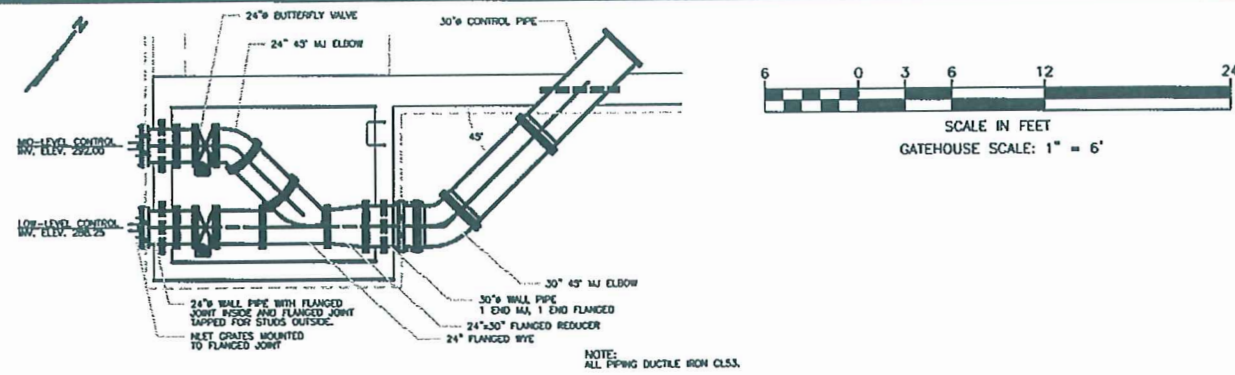 N
24"ø BUTTERFLY VALVE
24" 45° MJ ELBOW
30"ø CONTROL PIPE
6 0 3 6 12 24
SCALE IN FEET
GATEHOUSE SCALE: 1" = 6'
45°
MID-LEVEL CONTROL
INV. ELEV. 292.00
LOW-LEVEL CONTROL
INV. ELEV. 288.25
30" 45° MJ ELBOW
30"ø WALL PIPE
1 END MJ, 1 END FLANGED
24"x30" FLANGED REDUCER
24" FLANGED WYE
24"ø WALL PIPE WITH FLANGED
JOINT INSIDE AND FLANGED JOINT
TAPPED FOR STUDS OUTSIDE.
INLET GRATES MOUNTED
TO FLANGED JOINT
NOTE:
ALL PIPING DUCTILE IRON CL53.